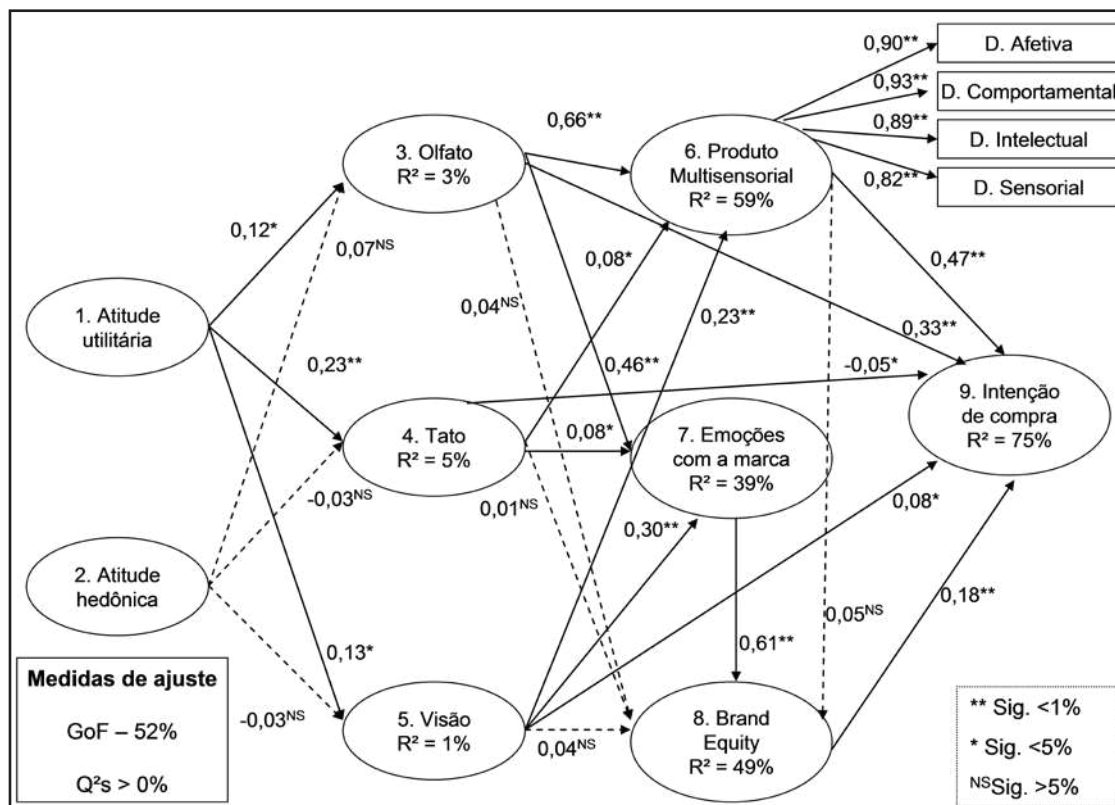 0,90**
D. Afetiva
0,93**
D. Comportamental
0,66**
0,89**
D. Intelectual
3. Olfato
R² = 3%
6. Produto
Multisensorial
R² = 59%
0,82**
D. Sensorial
0,12*
0,07NS
0,08*
0,47**
0,04NS
1. Atitude
utilitária
0,23**
0,33**
0,23**
0,46**
-0,05*
9. Intenção
de compra
R² = 75%
4. Tato
R² = 5%
0,08*
7. Emoções
com a marca
R² = 39%
-0,03NS
0,01NS
0,08*
0,30**
2. Atitude
hedônica
0,18**
0,05NS
0,13*
0,61**
Medidas de ajuste
GoF – 52%
Q²s > 0%
-0,03NS
5. Visão
R² = 1%
0,04NS
8. Brand
Equity
R² = 49%
** Sig. <1%
* Sig. <5%
NSSig. >5%